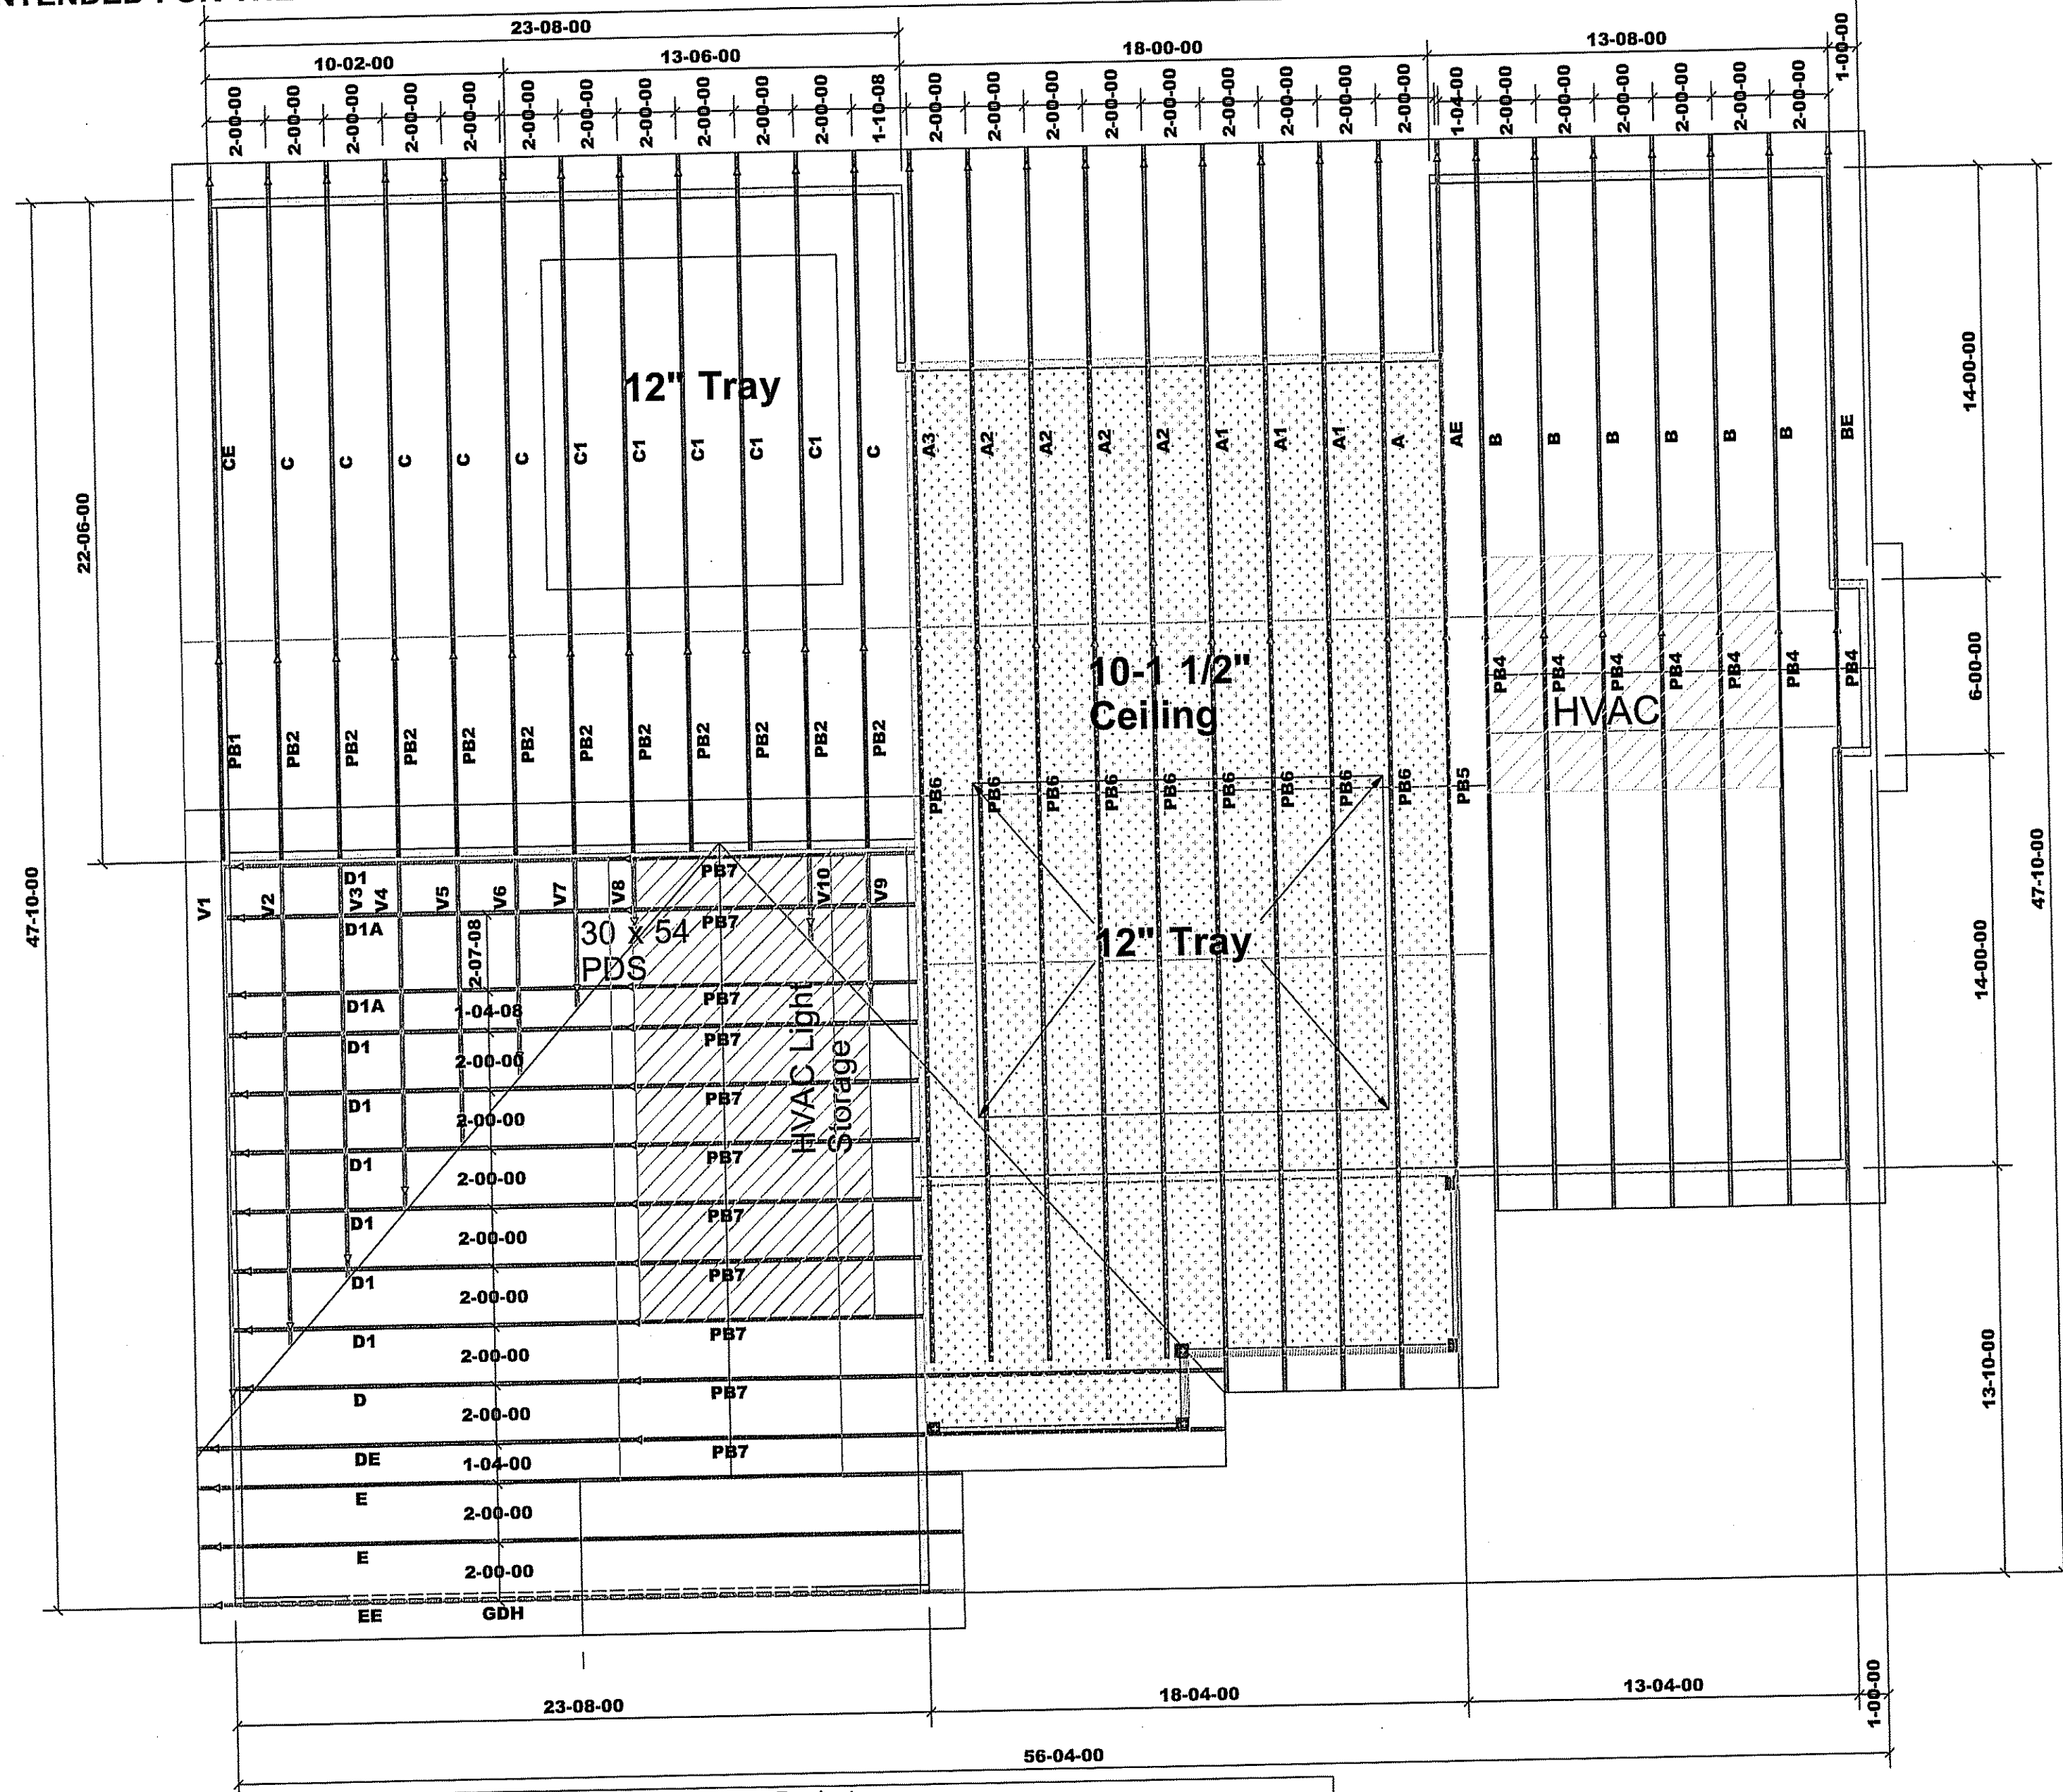 23-08-00
10-02-00 13-06-00 18-00-00 13-08-00 1-00-00
2-00-00 2-00-00 2-00-00 2-00-00 2-00-00 2-00-00 2-00-00 2-00-00 2-00-00 2-00-00 2-00-00 1-10-08 2-00-00 2-00-00 2-00-00 2-00-00 2-00-00 2-00-00 2-00-00 2-00-00 2-00-00 1-04-00 2-00-00 2-00-00 2-00-00 2-00-00 2-00-00 2-00-00
12" Tray
CE C C C C C C1 C1 C1 C1 C1 C A3 A2 A2 A2 A2 A1 A1 A1 A AE B B B B B B BE
14-00-00
22-06-00
10-1 1/2"
Ceiling
PB4 PB4 PB4 PB4 PB4 PB4 PB4
6-00-00
HVAC
PB1 PB2 PB2 PB2 PB2 PB2 PB2 PB2 PB2 PB2 PB2 PB2
PB6 PB6 PB6 PB6 PB6 PB6 PB6 PB6 PB6 PB5
47-10-00
47-10-00
V1 V2 V3 V4 V5 V6 V7 V8 V10 V9
D1 PB7
D1A PB7
30 x 54
PDS
2-07-08
12" Tray
14-00-00
D1A PB7
1-04-08
D1 PB7
2-00-00
HVAC Light
Storage
D1 PB7
2-00-00
D1 PB7
2-00-00
D1 PB7
2-00-00
D1 PB7
2-00-00
D1 PB7
2-00-00
D PB7
2-00-00
DE PB7
1-04-00
E
2-00-00
E
2-00-00
EE GDH
13-10-00
23-08-00 18-04-00 13-04-00 1-00-00
56-04-00